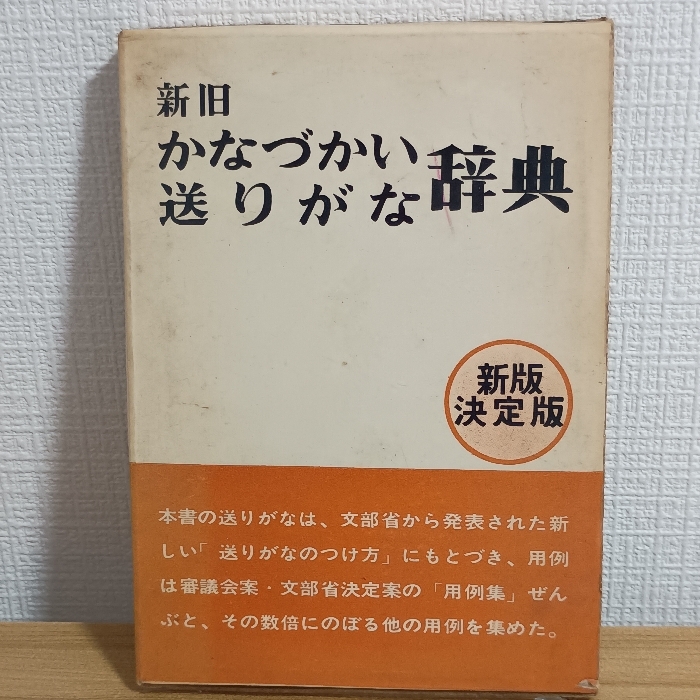 新旧
かなづかい
送りがな
辞典
新版
決定版
本書の送りがなは、文部省から発表された新
しい「送りがなのつけ方」にもとづき、用例
は審議会案・文部省決定案の「用例集」ぜん
ぶと、その数倍にのぼる他の用例を集めた。